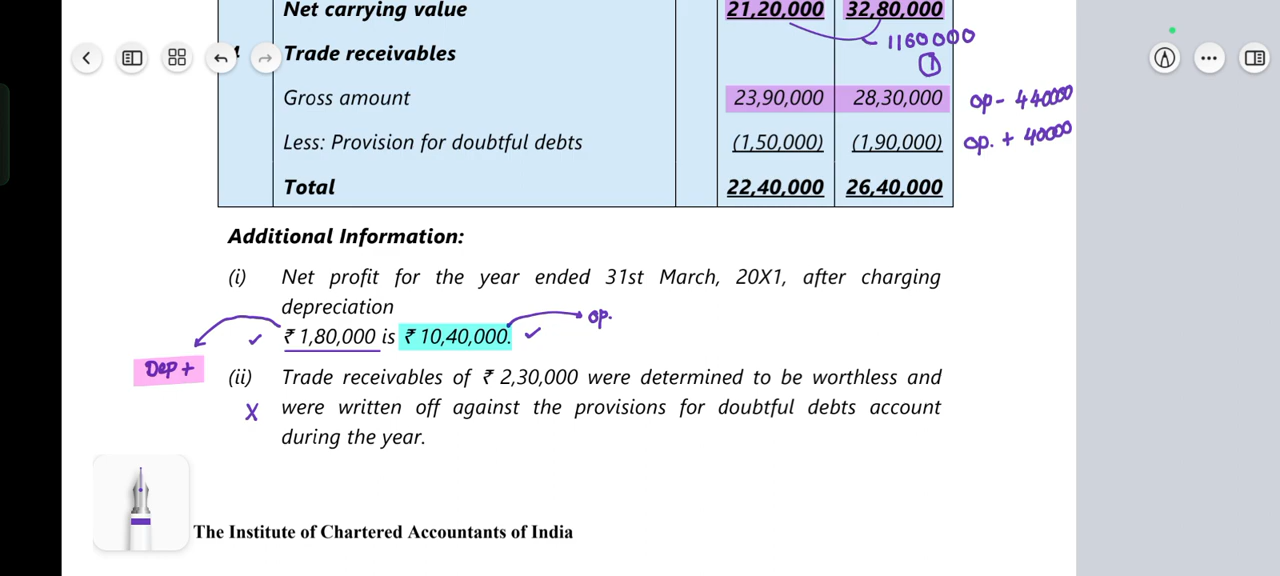 Net carrying value 21,20,000 32,80,000
1160000
Trade receivables
1
Gross amount 23,90,000 28,30,000 op - 440000
Less: Provision for doubtful debts (1,50,000) (1,90,000) op. + 40000
Total 22,40,000 26,40,000
Additional Information:
(i) Net profit for the year ended 31st March, 20X1, after charging
depreciation
₹ 1,80,000 is ₹ 10,40,000. op.
Dep +
(ii) Trade receivables of ₹ 2,30,000 were determined to be worthless and
X were written off against the provisions for doubtful debts account
during the year.
The Institute of Chartered Accountants of India